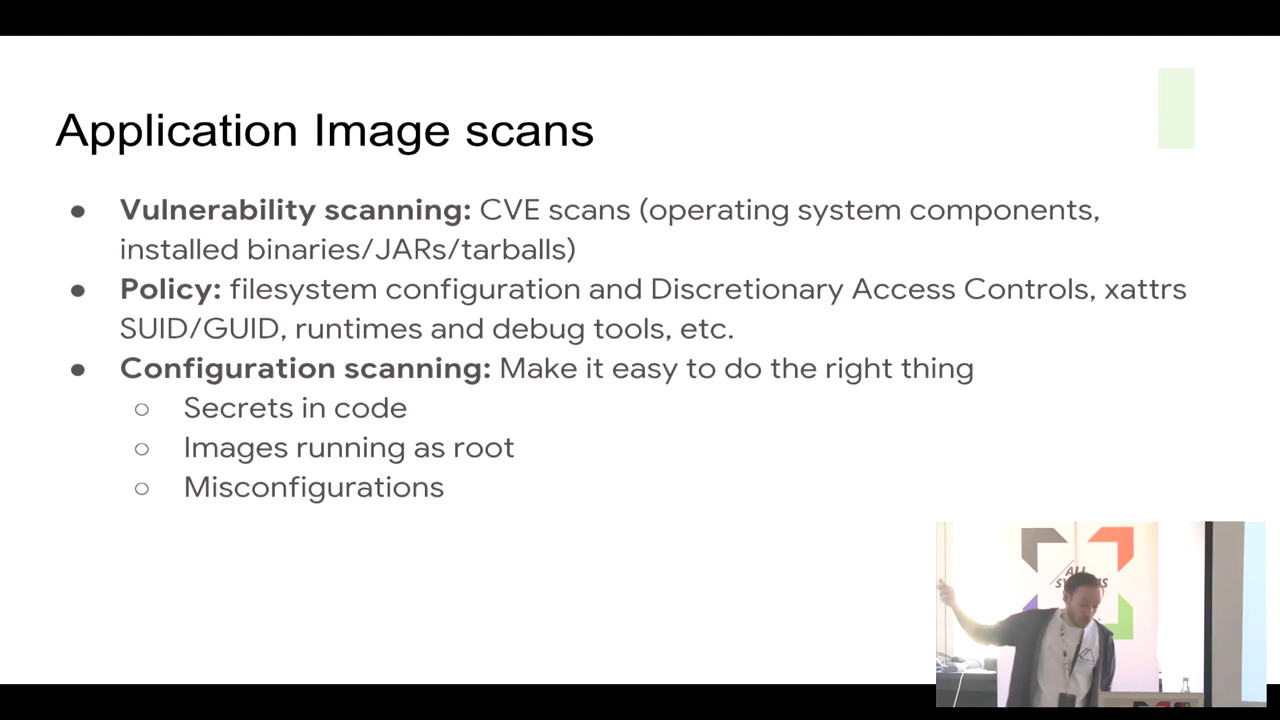 Application Image scans
● Vulnerability scanning: CVE scans (operating system components,
installed binaries/JARs/tarballs)
● Policy: filesystem configuration and Discretionary Access Controls, xattrs
SUID/GUID, runtimes and debug tools, etc.
● Configuration scanning: Make it easy to do the right thing
○ Secrets in code
○ Images running as root
○ Misconfigurations
ALL